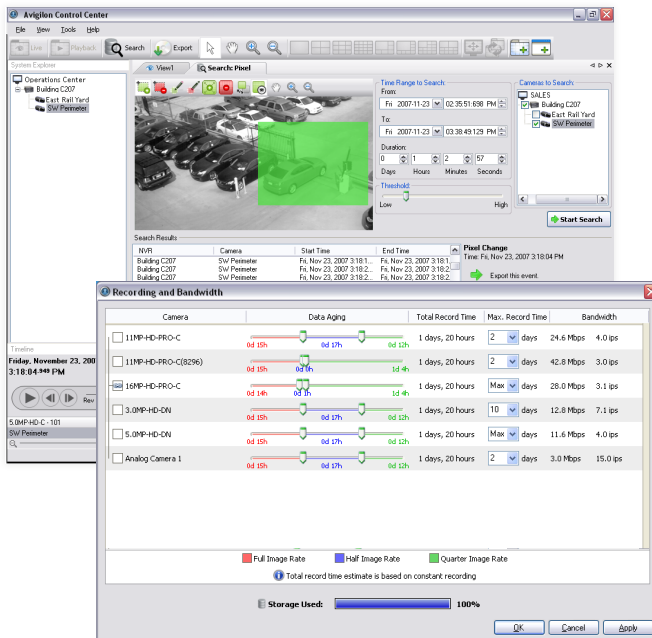 Avigilon Control Center
File View Tools Help
Live Playback Search Export
System Explorer
View1 Search: Pixel
Operations Center
Building C207
East Rail Yard
SW Perimeter
Time Range to Search:
From:
Fri 2007-11-23 02:35:51:698 PM
To:
Fri 2007-11-23 03:38:49:129 PM
Duration:
0 1 2 57
Days Hours Minutes Seconds
Threshold:
Low High
Cameras to Search:
SALES
Building C207
East Rail Yard
SW Perimeter
Start Search
Search Results
NVR Camera Start Time End Time
Building C207 SW Perimeter Fri, Nov 23, 2007 3:18:1... Fri, Nov 23, 2007 3:18:1
Building C207 SW Perimeter Fri, Nov 23, 2007 3:18:2... Fri, Nov 23, 2007 3:18:2
Building C207 SW Perimeter Fri, Nov 23, 2007 3:18:2... Fri, Nov 23, 2007 3:18:2
Pixel Change
Time: Fri, Nov 23, 2007 3:18:04 PM
Export this event.
Timeline
Friday, November 23, 200
3:18:04.949 PM
Rev
5.0MP-HD-C - 101
SW Perimeter
Recording and Bandwidth
Camera Data Aging Total Record Time Max. Record Time Bandwidth
11MP-HD-PRO-C 0d 15h 0d 17h 0d 12h 1 days, 20 hours 2 days 24.6 Mbps 4.0 ips
11MP-HD-PRO-C(8296) 0d 15h 0d 0h 1d 4h 1 days, 20 hours 2 days 42.8 Mbps 3.0 ips
16MP-HD-PRO-C 0d 14h 0d 1h 1d 4h 1 days, 20 hours Max days 28.0 Mbps 3.1 ips
3.0MP-HD-DN 0d 15h 0d 17h 0d 12h 1 days, 20 hours 10 days 12.8 Mbps 7.1 ips
5.0MP-HD-DN 0d 15h 0d 17h 0d 12h 1 days, 20 hours Max days 11.6 Mbps 4.0 ips
Analog Camera 1 0d 15h 0d 17h 0d 12h 1 days, 20 hours 2 days 3.0 Mbps 15.0 ips
Full Image Rate Half Image Rate Quarter Image Rate
Total record time estimate is based on constant recording
Storage Used: 100%
OK Cancel Apply